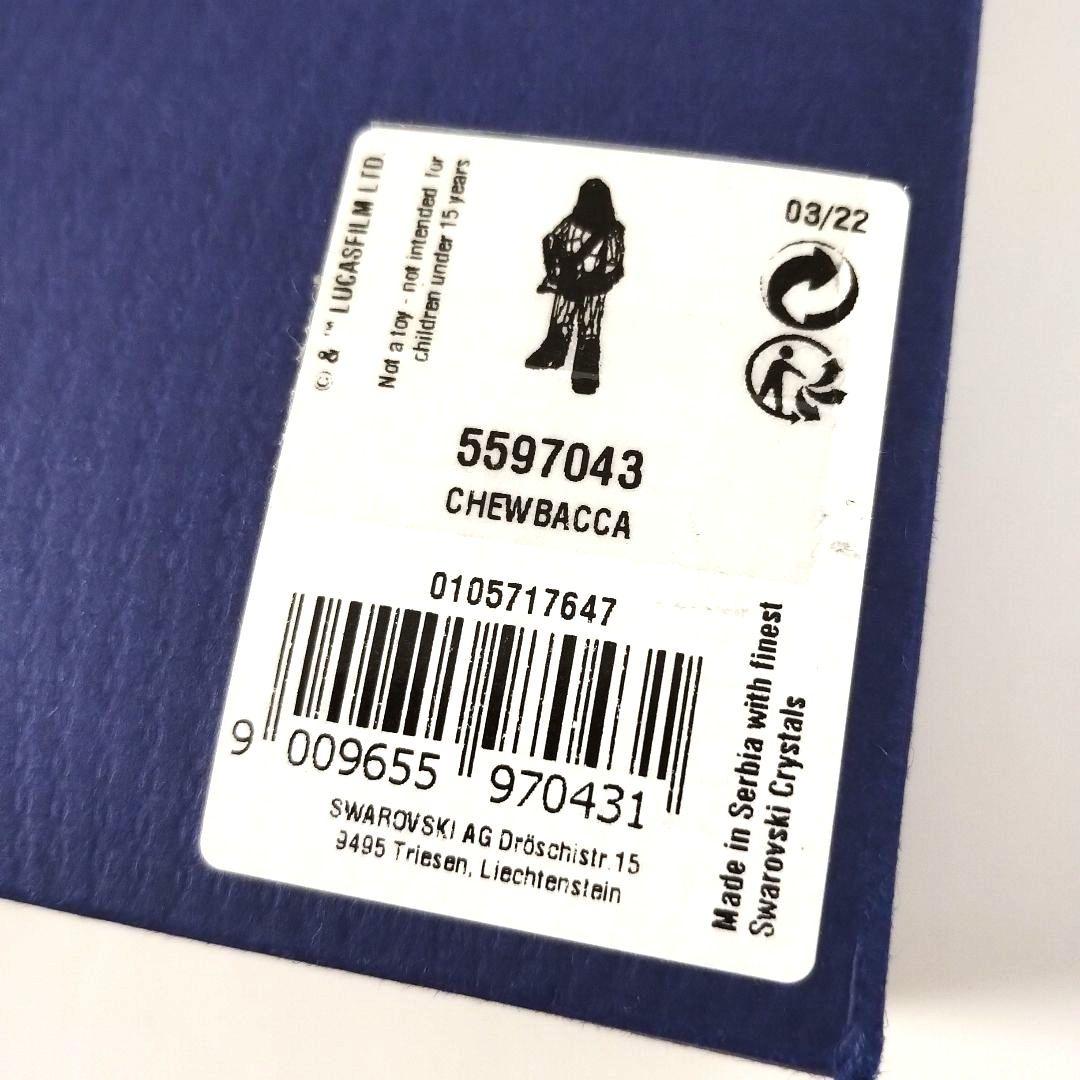 © & ™ LUCASFILM LTD.
Not a toy - not intended for
children under 15 years
03/22
5597043
CHEWBACCA
0105717647
9 009655 970431
SWAROVSKI AG Dröschistr.15
9495 Triesen, Liechtenstein
Made in Serbia with finest
Swarovski Crystals